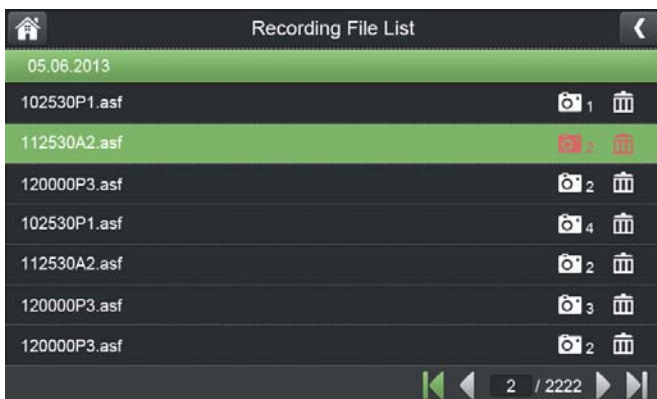 Recording File List
05.06.2013
102530P1.asf 1
112530A2.asf 2
120000P3.asf 2
102530P1.asf 4
112530A2.asf 2
120000P3.asf 3
120000P3.asf 2
2 / 2222